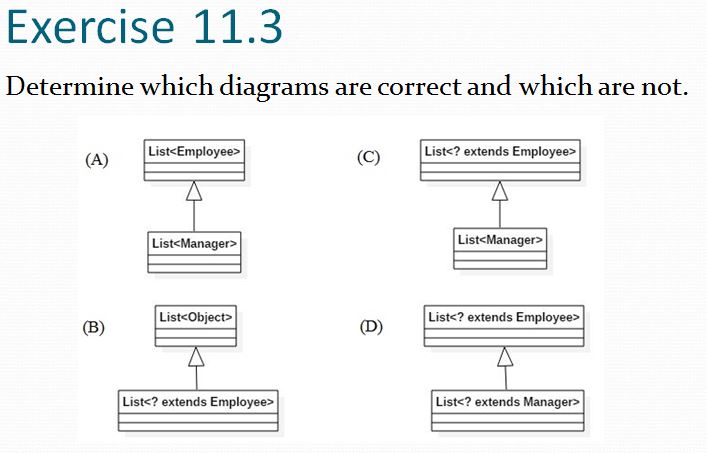 Exercise 11.3
Determine which diagrams are correct and which are not.
(A)
List<Employee>
List<Manager>
(C)
List<? extends Employee>
List<Manager>
(B)
List<Object>
List<? extends Employee>
(D)
List<? extends Employee>
List<? extends Manager>